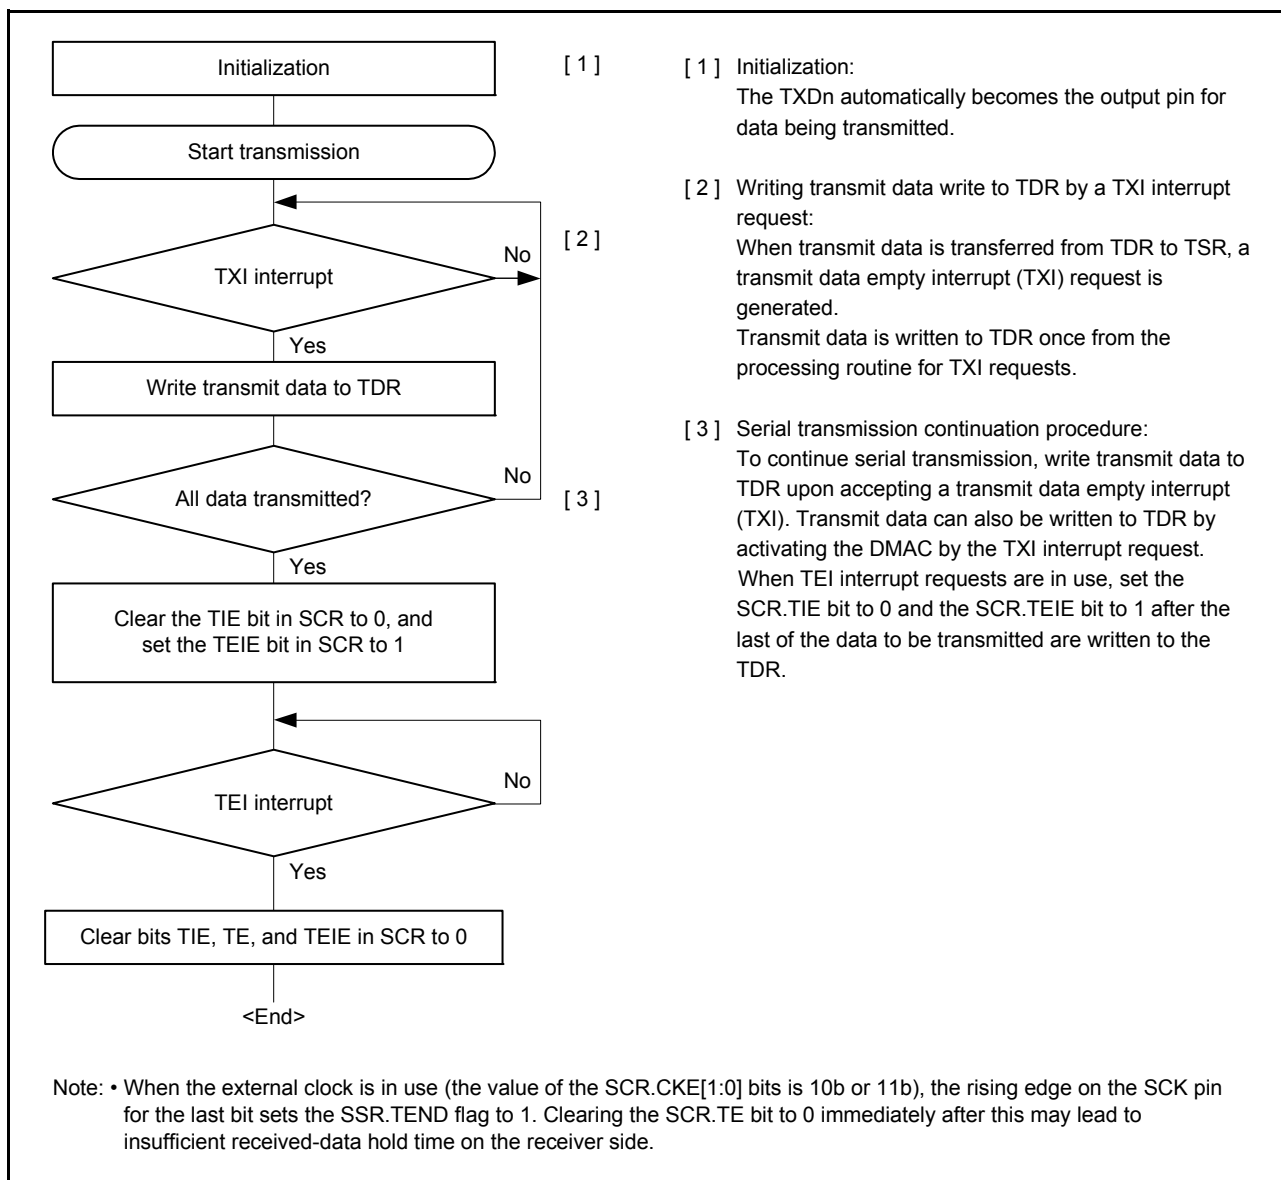 Initialization
[ 1 ]
Start transmission
[ 2 ]
TXI interrupt
No
Yes
Write transmit data to TDR
All data transmitted?
No
[ 3 ]
Yes
Clear the TIE bit in SCR to 0, and
set the TEIE bit in SCR to 1
TEI interrupt
No
Yes
Clear bits TIE, TE, and TEIE in SCR to 0
<End>
[ 1 ] Initialization:
The TXDn automatically becomes the output pin for
data being transmitted.
[ 2 ] Writing transmit data write to TDR by a TXI interrupt
request:
When transmit data is transferred from TDR to TSR, a
transmit data empty interrupt (TXI) request is
generated.
Transmit data is written to TDR once from the
processing routine for TXI requests.
[ 3 ] Serial transmission continuation procedure:
To continue serial transmission, write transmit data to
TDR upon accepting a transmit data empty interrupt
(TXI). Transmit data can also be written to TDR by
activating the DMAC by the TXI interrupt request.
When TEI interrupt requests are in use, set the
SCR.TIE bit to 0 and the SCR.TEIE bit to 1 after the
last of the data to be transmitted are written to the
TDR.
Note: • When the external clock is in use (the value of the SCR.CKE[1:0] bits is 10b or 11b), the rising edge on the SCK pin
for the last bit sets the SSR.TEND flag to 1. Clearing the SCR.TE bit to 0 immediately after this may lead to
insufficient received-data hold time on the receiver side.